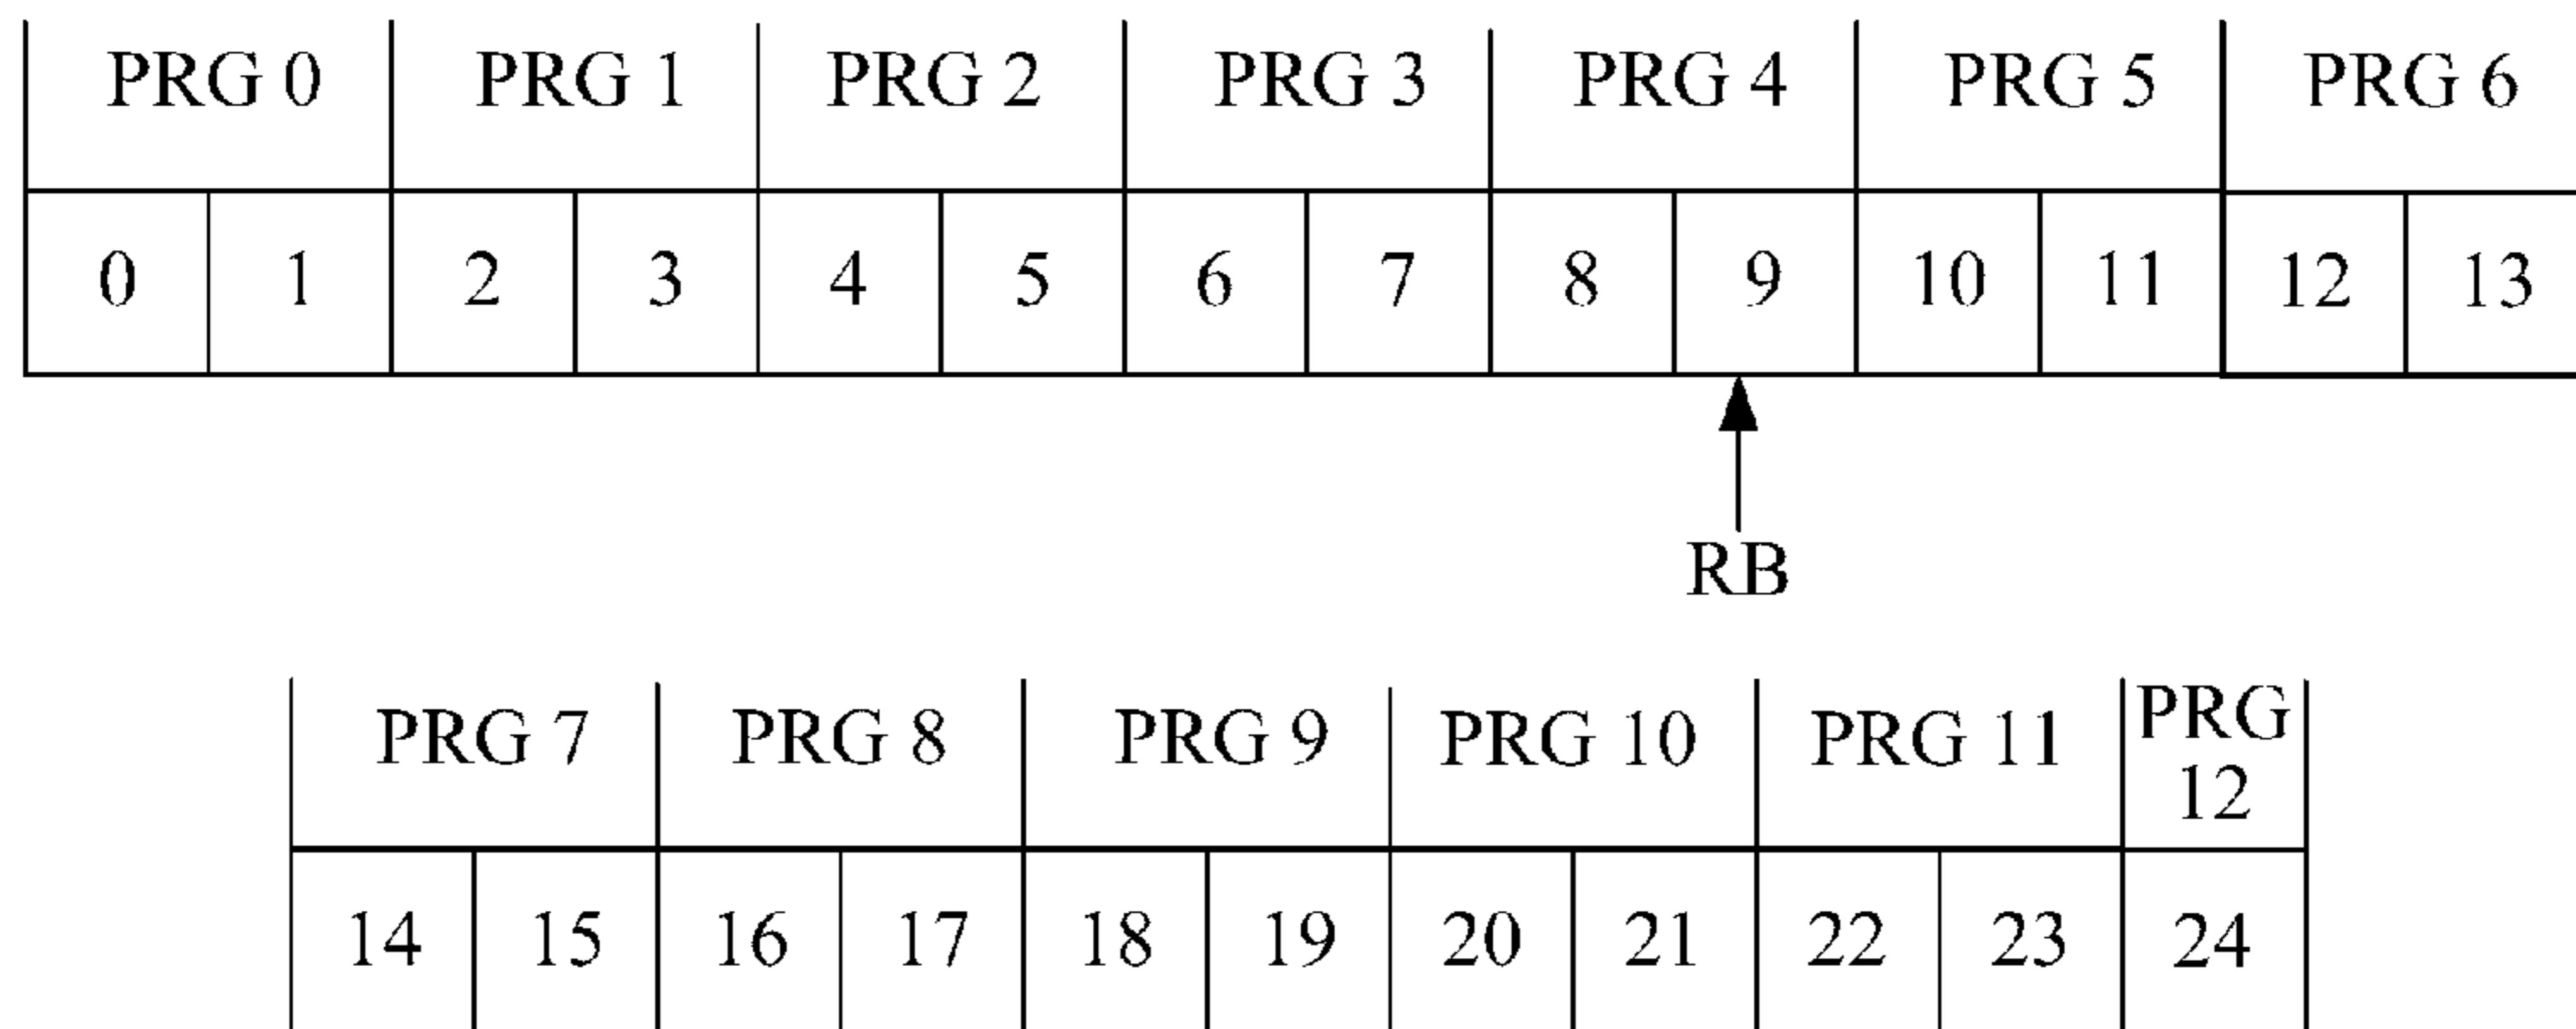 PRG 0 PRG 1 PRG 2 PRG 3 PRG 4 PRG 5 PRG 6
0 1 2 3 4 5 6 7 8 9 10 11 12 13
RB
PRG 7 PRG 8 PRG 9 PRG 10 PRG 11 PRG
12
14 15 16 17 18 19 20 21 22 23 24